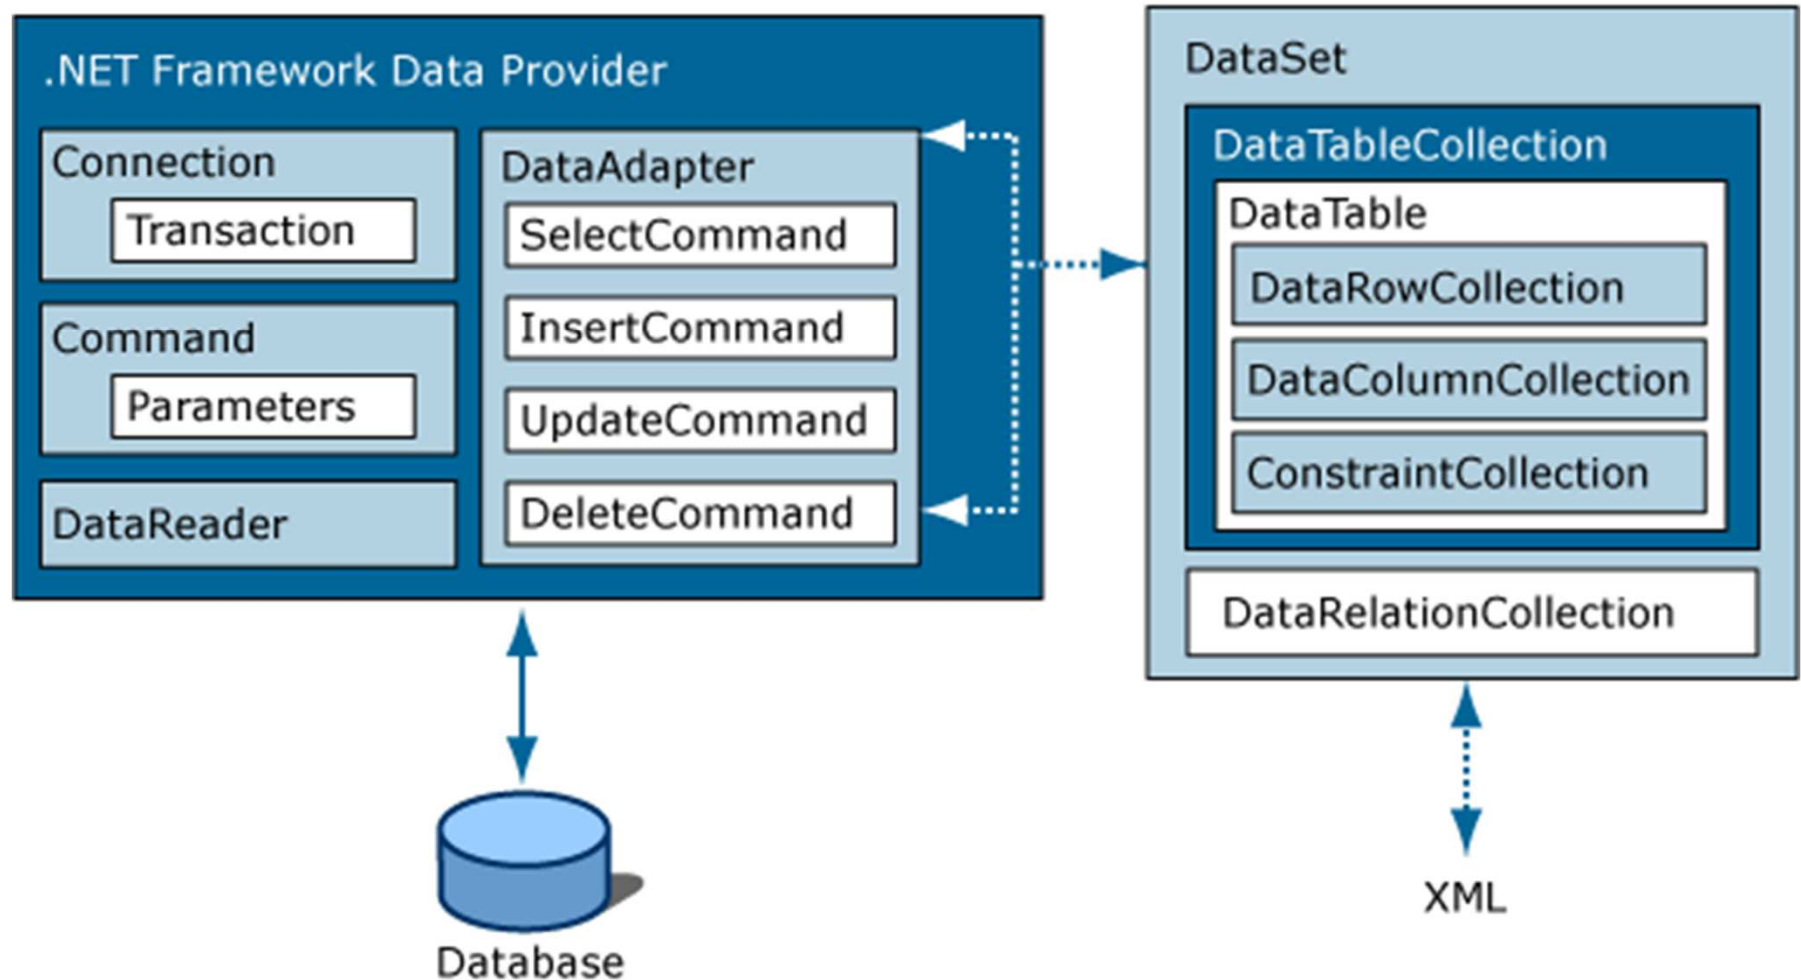 .NET Framework Data Provider
Connection
Transaction
Command
Parameters
DataReader
DataAdapter
SelectCommand
InsertCommand
UpdateCommand
DeleteCommand
Database
DataSet
DataTableCollection
DataTable
DataRowCollection
DataColumnCollection
ConstraintCollection
DataRelationCollection
XML